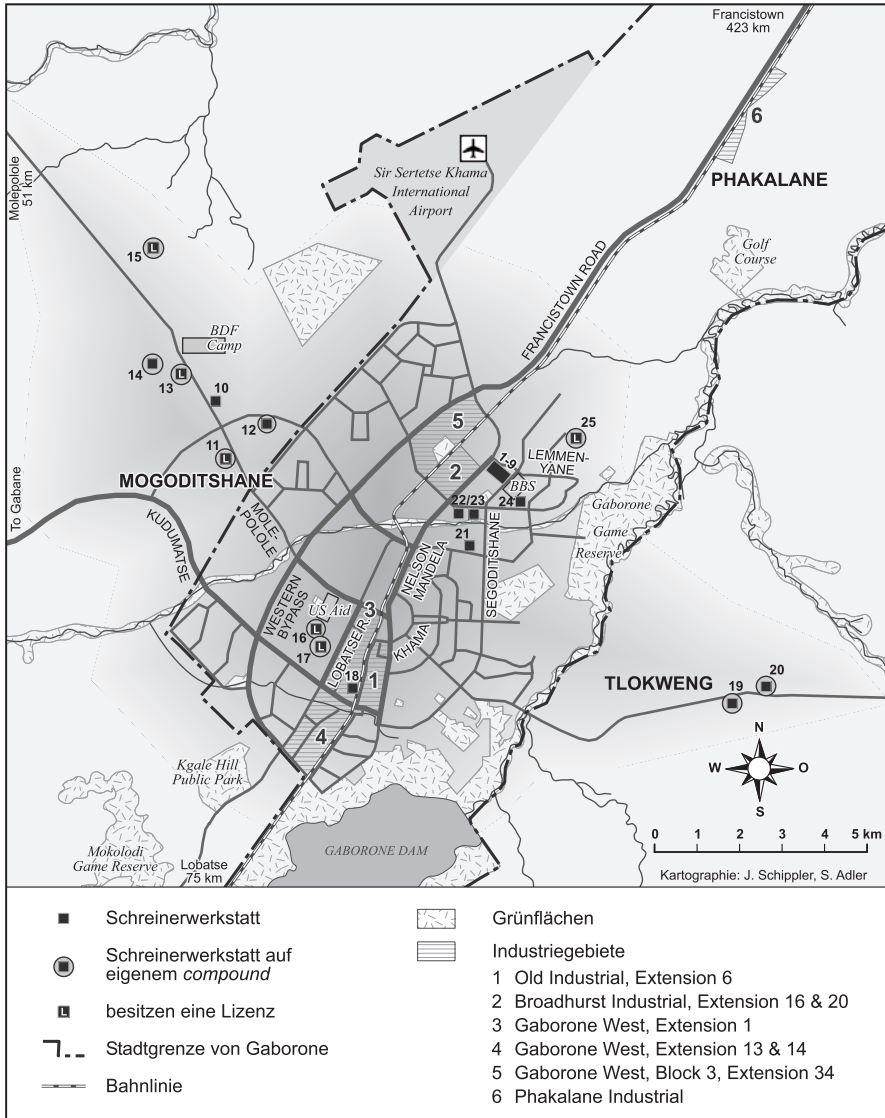 Francistown
423 km
6
PHAKALANE
Sir Sertetse Khama
International
Airport
Molepolole
51 km
Golf
Course
FRANCISTOWN ROAD
L
15
BDF
Camp
14
L
13
10
12
L
11
5
2
1-9
L
25
LEMMEN-
YANE
BBS
24
22/23
21
MOGODITSHANE
To Gabane
KUDUMATSE
MOLE-
POLOLE
Gaborone
Game
Reserve
SEGODITSHANE
NELSON
MANDELA
WESTERN
BYPASS
US Aid
3
L
16
L
17
LOBATSEIR.
KHAMA
18
1
4
TLOKWENG
19
20
Kgale Hill
Public Park
Mokolodi
Game Reserve
Lobatse
75 km
GABORONE DAM
N
W
O
S
0 1 2 3 4 5 km
Kartographie: J. Schippler, S. Adler
Schreinerwerkstatt
Schreinerwerkstatt auf
eigenem compound
L besitzen eine Lizenz
Stadtgrenze von Gaborone
Bahnlinie
Grünflächen
Industriegebiete
1 Old Industrial, Extension 6
2 Broadhurst Industrial, Extension 16 & 20
3 Gaborone West, Extension 1
4 Gaborone West, Extension 13 & 14
5 Gaborone West, Block 3, Extension 34
6 Phakalane Industrial